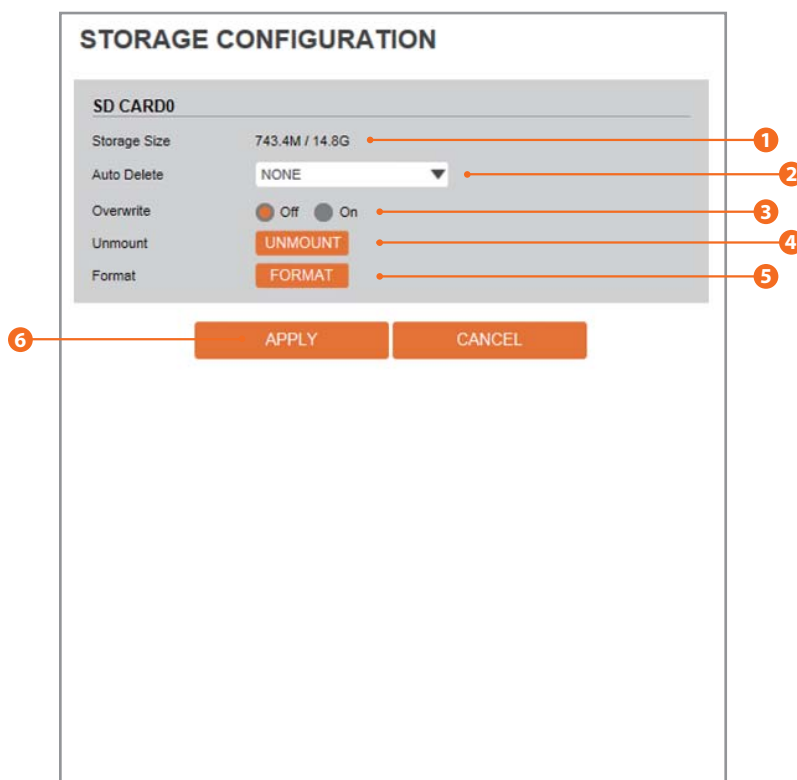 STORAGE CONFIGURATION
SD CARD0
Storage Size 743.4M / 14.8G 1
Auto Delete NONE 2
Overwrite Off On 3
Unmount UNMOUNT 4
Format FORMAT 5
6 APPLY CANCEL